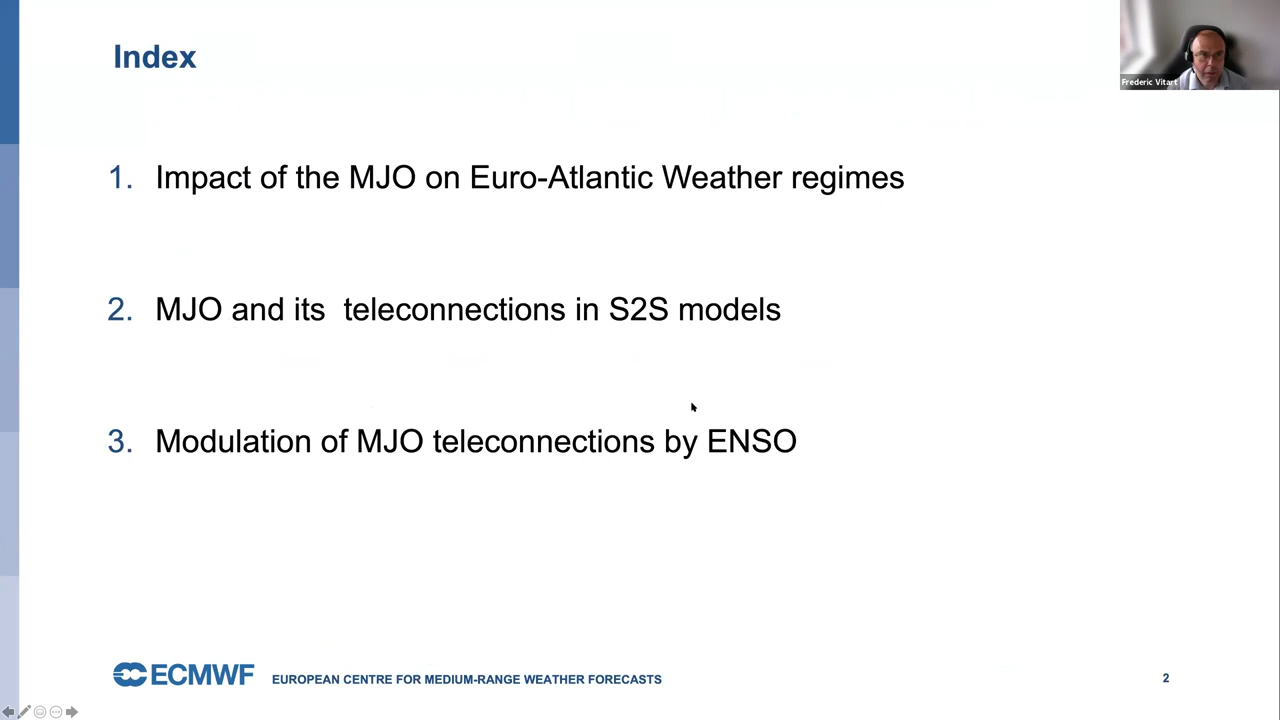 Index
Frederic Vitart
1. Impact of the MJO on Euro-Atlantic Weather regimes
2. MJO and its  teleconnections in S2S models
3. Modulation of MJO teleconnections by ENSO
ECMWF EUROPEAN CENTRE FOR MEDIUM-RANGE WEATHER FORECASTS 2